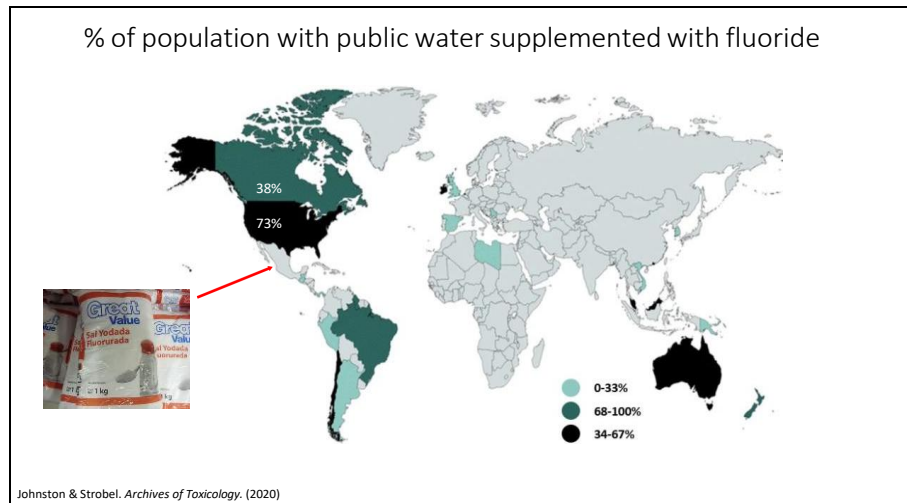 % of population with public water supplemented with fluoride
38%
73%
Great
Value
Sal Yodada
Fluorurada
1 kg
0-33%
68-100%
34-67%
Johnston & Strobel. Archives of Toxicology. (2020)